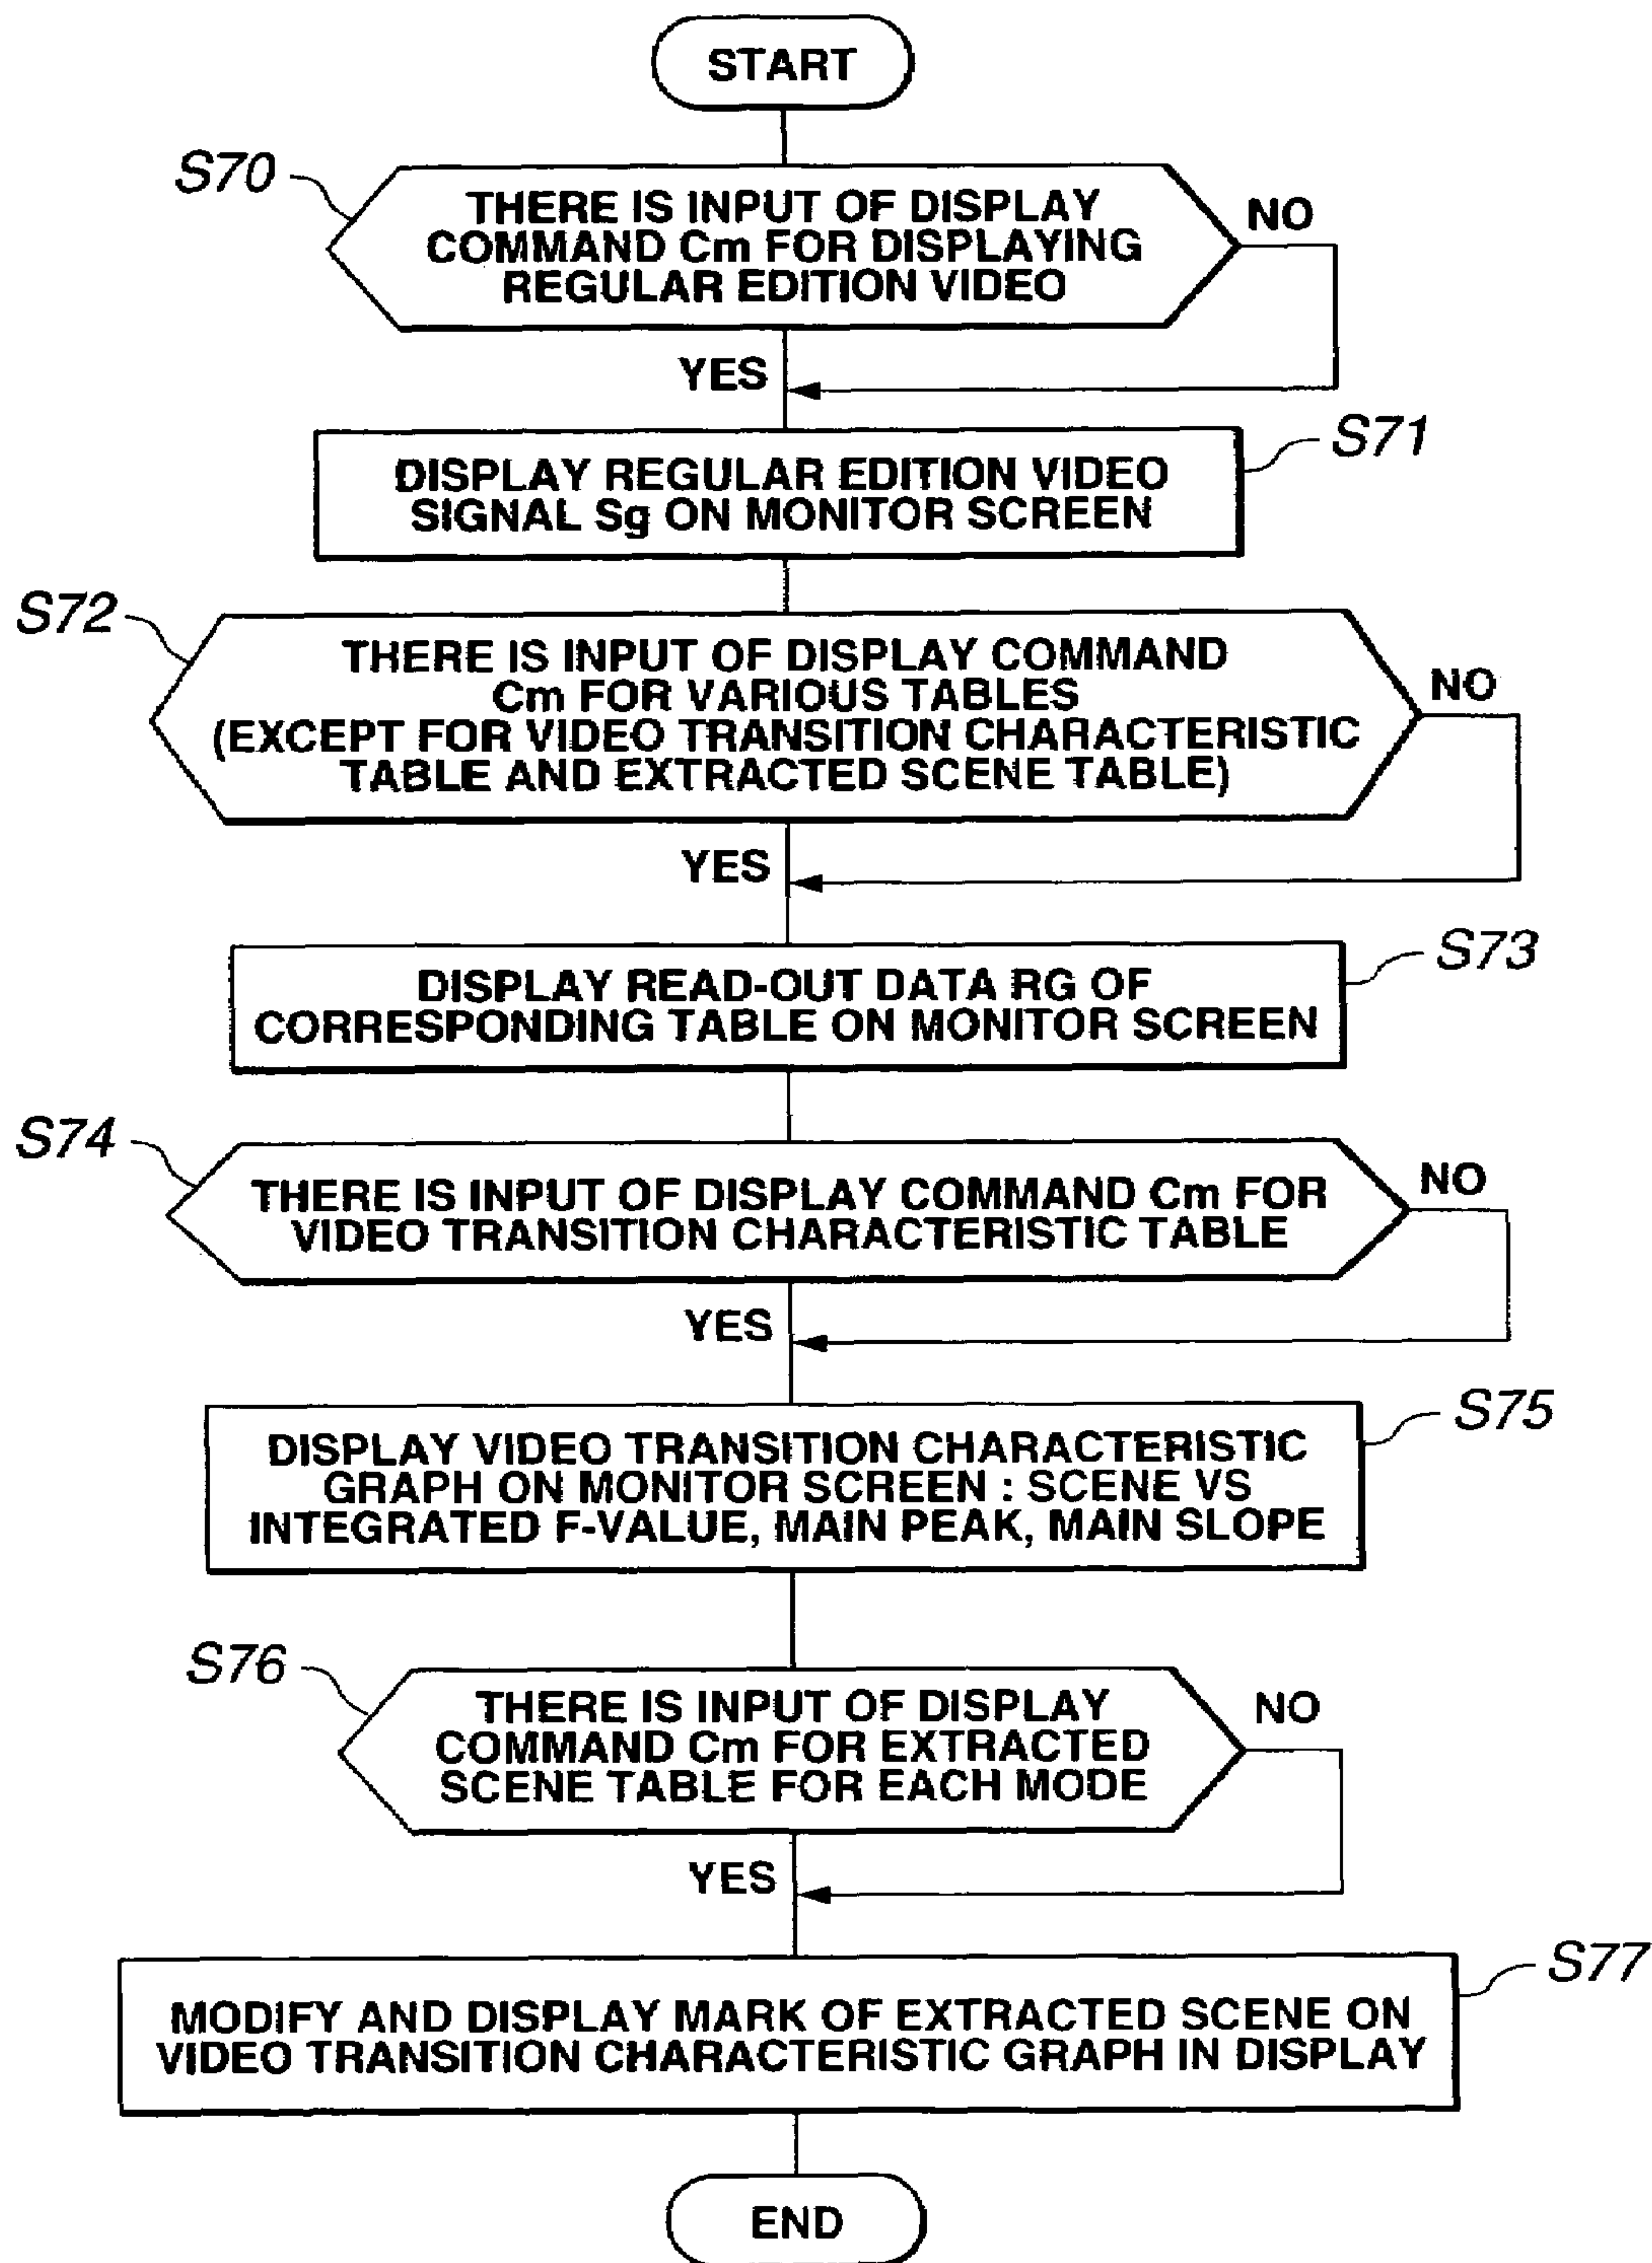 START
S70
THERE IS INPUT OF DISPLAY
COMMAND Cm FOR DISPLAYING
REGULAR EDITION VIDEO
NO
YES
S71
DISPLAY REGULAR EDITION VIDEO
SIGNAL Sg ON MONITOR SCREEN
S72
THERE IS INPUT OF DISPLAY COMMAND
Cm FOR VARIOUS TABLES
(EXCEPT FOR VIDEO TRANSITION CHARACTERISTIC
TABLE AND EXTRACTED SCENE TABLE)
NO
YES
S73
DISPLAY READ-OUT DATA RG OF
CORRESPONDING TABLE ON MONITOR SCREEN
S74
THERE IS INPUT OF DISPLAY COMMAND Cm FOR
VIDEO TRANSITION CHARACTERISTIC TABLE
NO
YES
S75
DISPLAY VIDEO TRANSITION CHARACTERISTIC
GRAPH ON MONITOR SCREEN : SCENE VS
INTEGRATED F-VALUE, MAIN PEAK, MAIN SLOPE
S76
THERE IS INPUT OF DISPLAY
COMMAND Cm FOR EXTRACTED
SCENE TABLE FOR EACH MODE
NO
YES
S77
MODIFY AND DISPLAY MARK OF EXTRACTED SCENE ON
VIDEO TRANSITION CHARACTERISTIC GRAPH IN DISPLAY
END